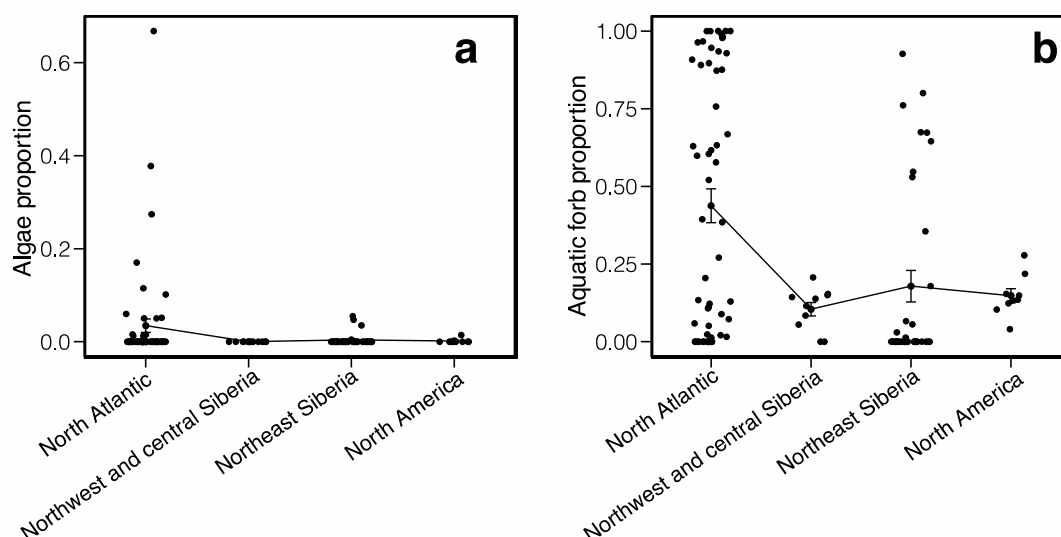 a
Algae proportion
0.6
0.4
0.2
0.0
North Atlantic
Northwest and central Siberia
Northeast Siberia
North America
b
Aquatic forb proportion
1.00
0.75
0.50
0.25
0.00
North Atlantic
Northwest and central Siberia
Northeast Siberia
North America